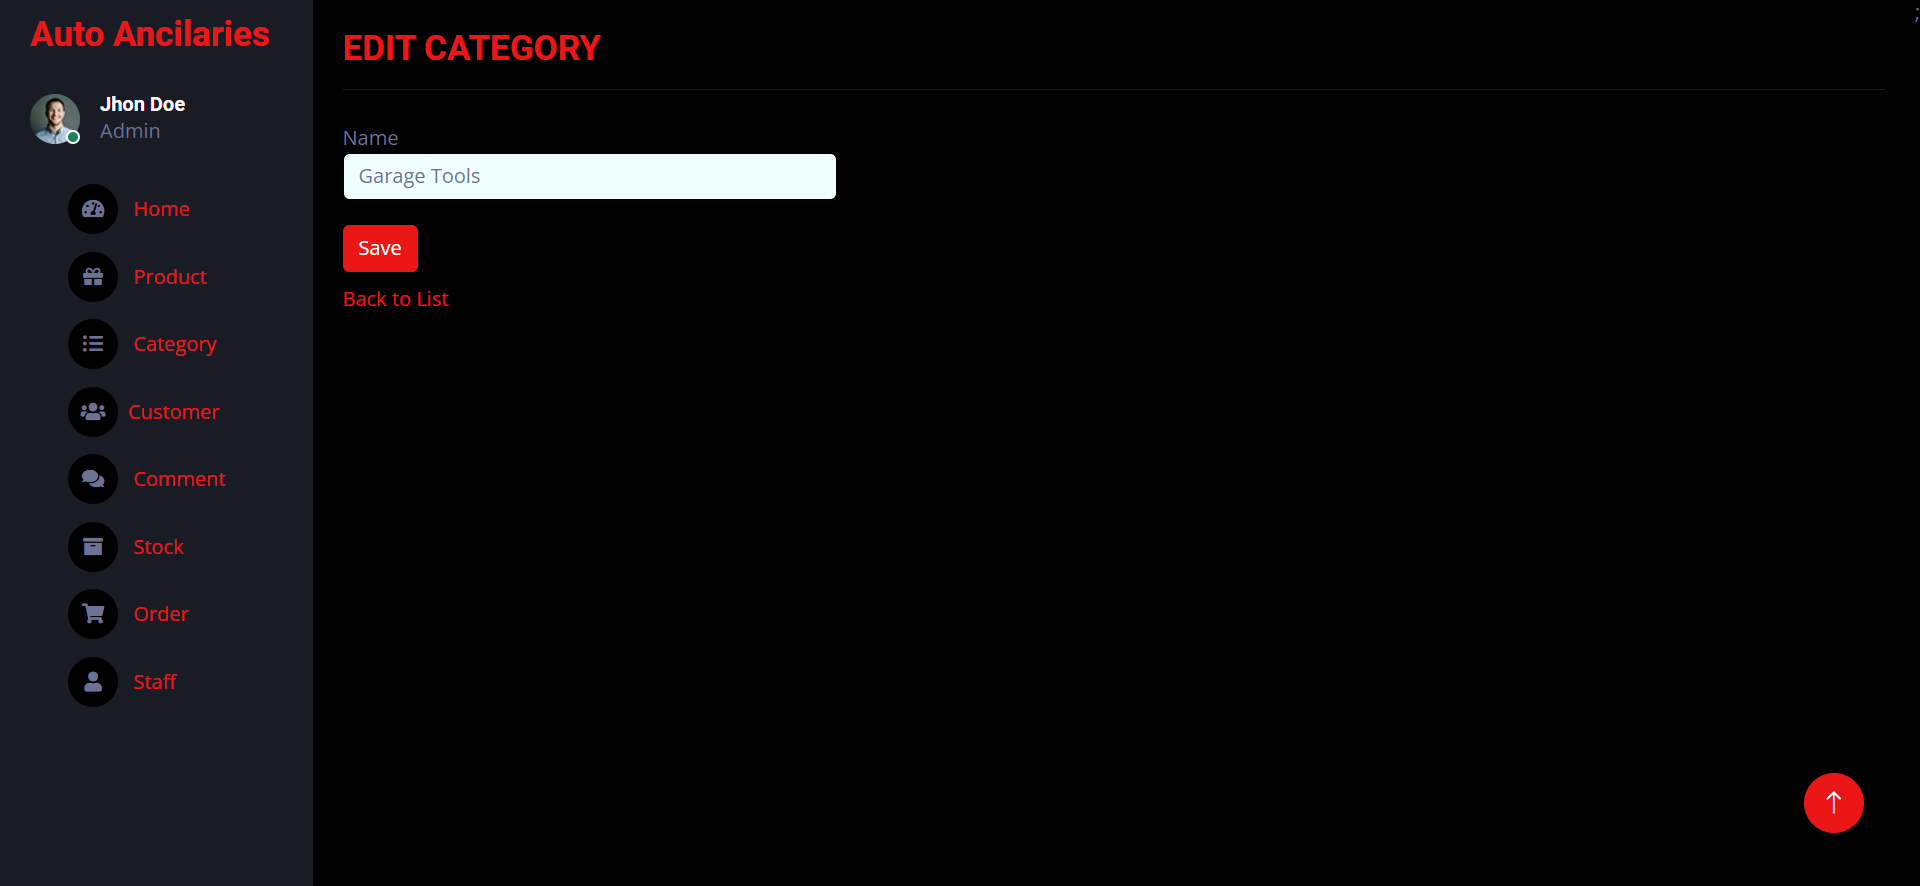 Auto Ancilaries
Jhon Doe
Admin
Home
Product
Category
Customer
Comment
Stock
Order
Staff
;
EDIT CATEGORY
Name
Garage Tools
Save
Back to List